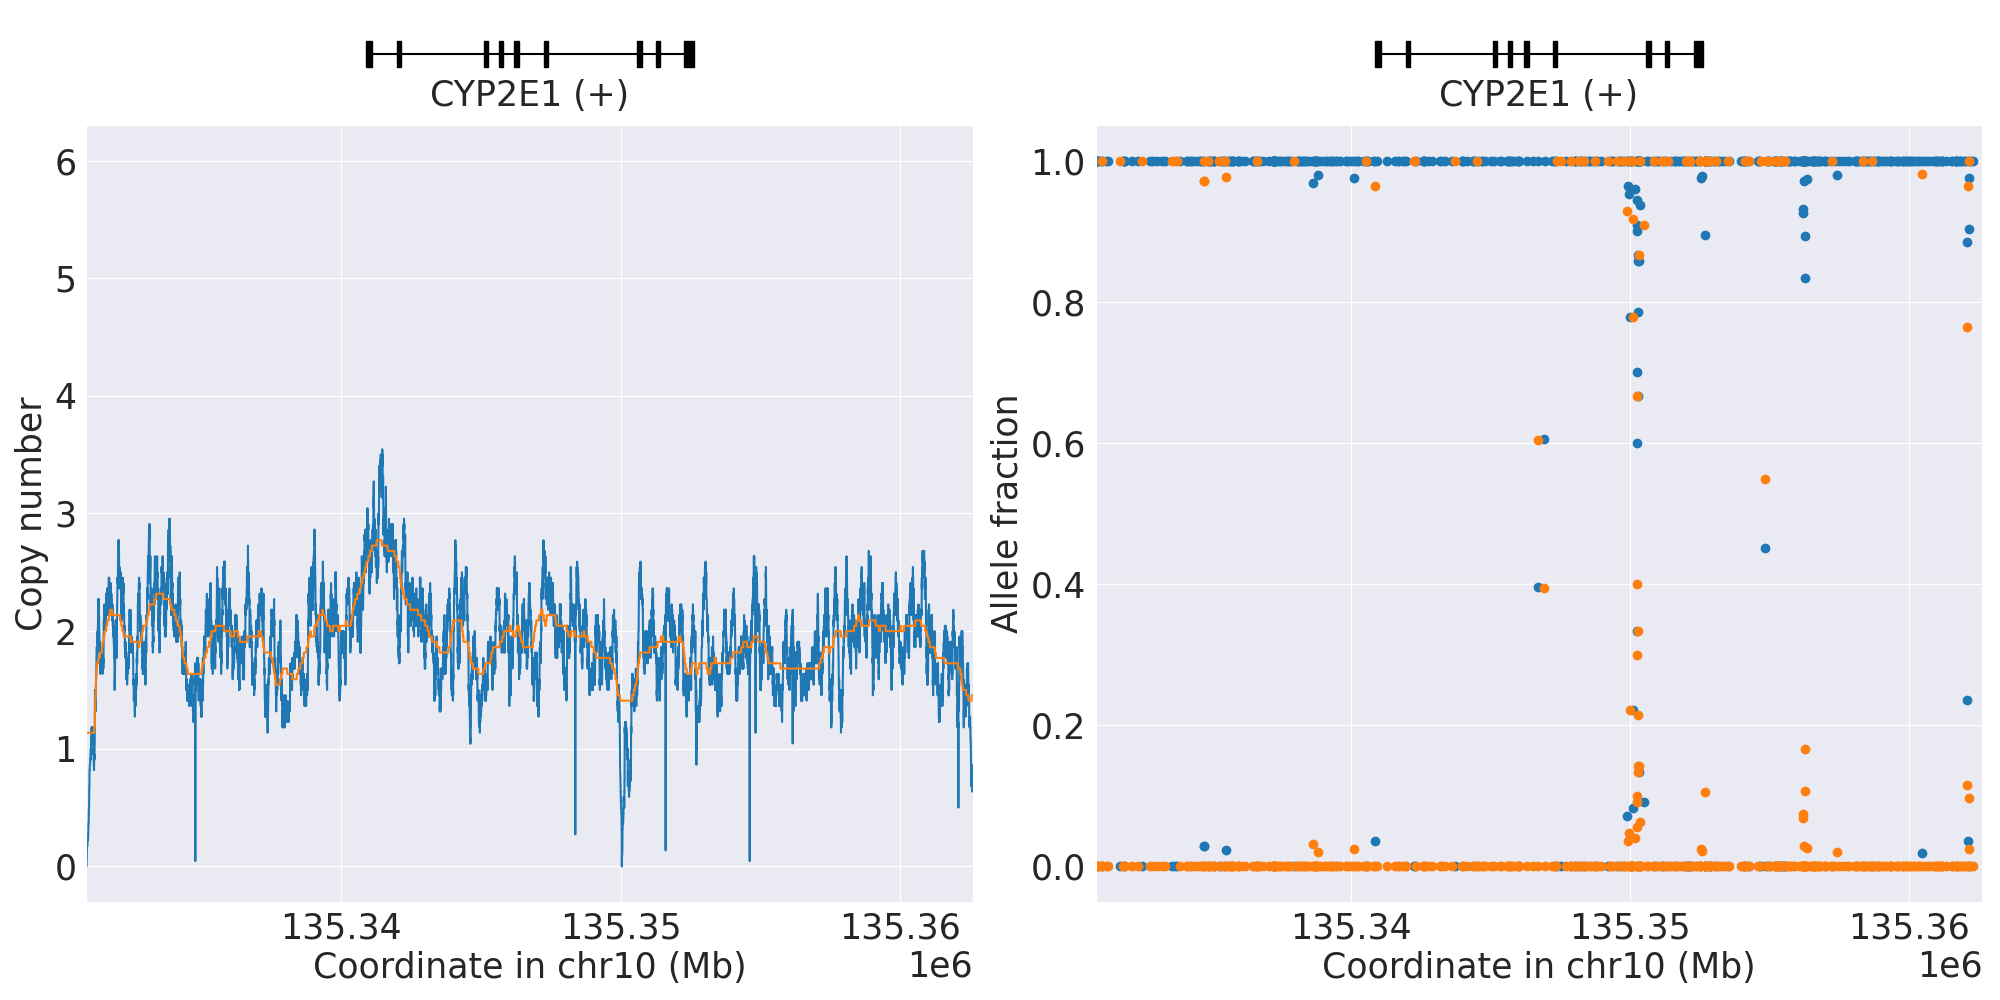 CYP2E1 (+)
6
5
4
3
2
1
0
Copy number
135.34 135.35 135.36
Coordinate in chr10 (Mb)
1e6
CYP2E1 (+)
1.0
0.8
0.6
0.4
0.2
0.0
Allele fraction
135.34 135.35 135.36
Coordinate in chr10 (Mb)
1e6